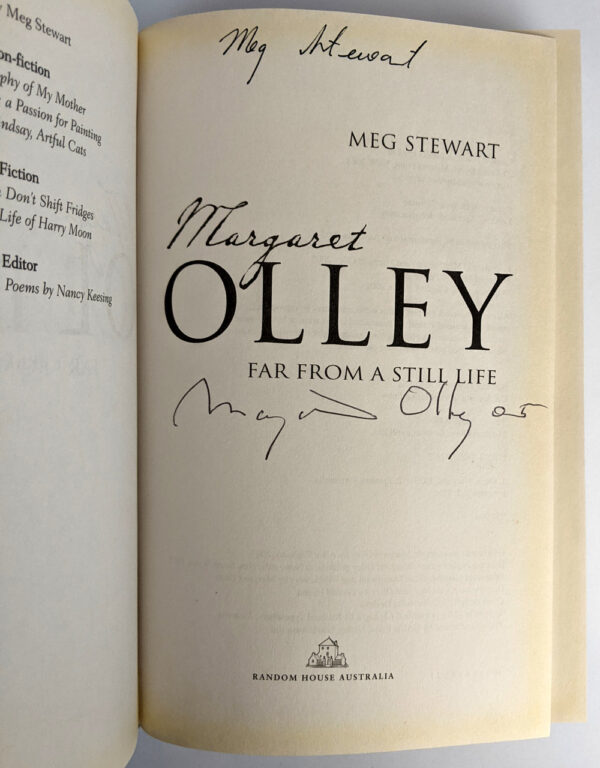 y Meg Stewart
on-fiction
phy of My Mother
a Passion for Painting
ndsay, Artful Cats
Fiction
Don't Shift Fridges
Life of Harry Moon
Editor
Poems by Nancy Keesing
Meg Stewart
MEG STEWART
Margaret
OLLEY
FAR FROM A STILL LIFE
Margaret Olley 05
RANDOM HOUSE AUSTRALIA